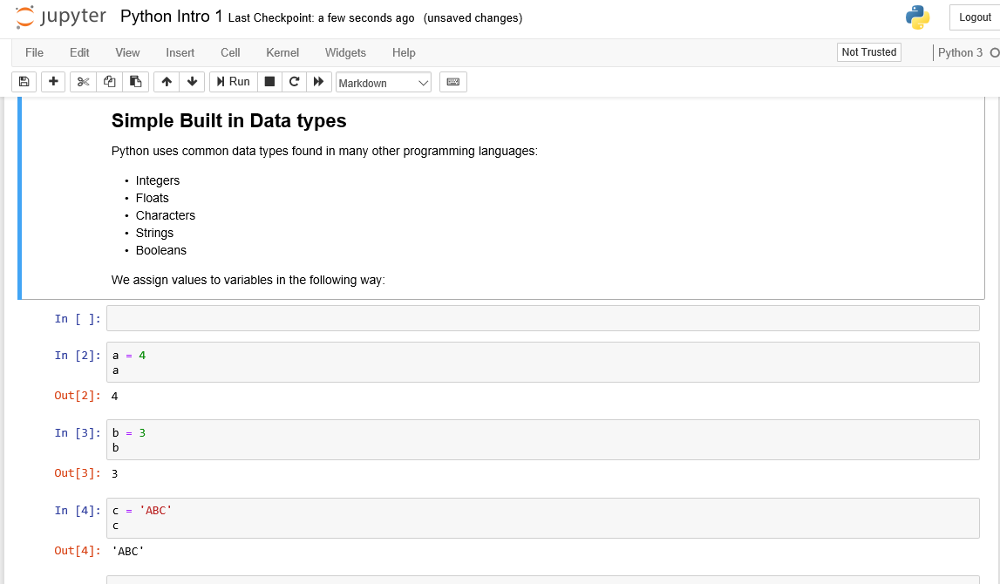 jupyter Python Intro 1 Last Checkpoint: a few seconds ago (unsaved changes) Logout
File Edit View Insert Cell Kernel Widgets Help Not Trusted Python 3
Run Markdown
Simple Built in Data types
Python uses common data types found in many other programming languages:
• Integers
• Floats
• Characters
• Strings
• Booleans
We assign values to variables in the following way:
In [ ]:
In [2]: a = 4
a
Out[2]: 4
In [3]: b = 3
b
Out[3]: 3
In [4]: c = 'ABC'
c
Out[4]: 'ABC'